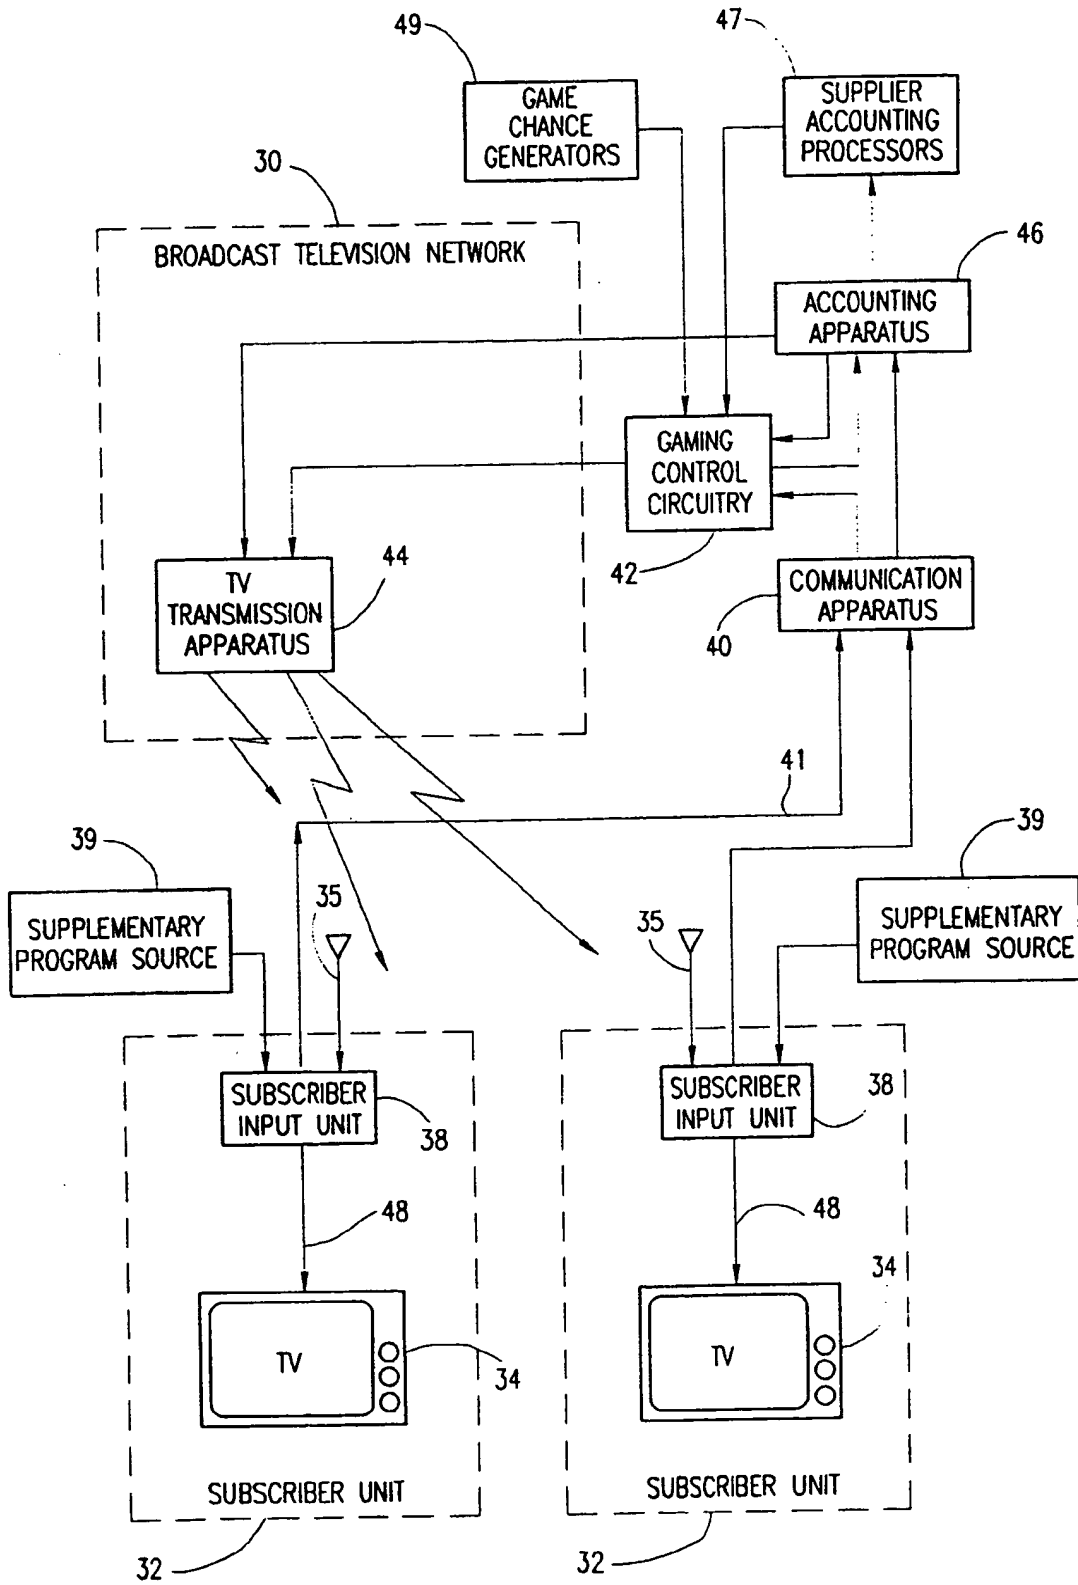 49
47
GAME
CHANCE
GENERATORS
SUPPLIER
ACCOUNTING
PROCESSORS
30
BROADCAST TELEVISION NETWORK
46
ACCOUNTING
APPARATUS
GAMING
CONTROL
CIRCUITRY
42
TV
TRANSMISSION
APPARATUS
44
COMMUNICATION
APPARATUS
40
41
39
SUPPLEMENTARY
PROGRAM SOURCE
35
35
39
SUPPLEMENTARY
PROGRAM SOURCE
SUBSCRIBER
INPUT UNIT
38
SUBSCRIBER
INPUT UNIT
38
48
48
TV
34
TV
34
SUBSCRIBER UNIT
SUBSCRIBER UNIT
32
32